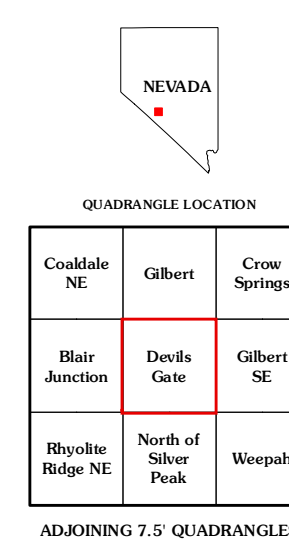 NEVADA
QUADRANGLE LOCATION
Coaldale
NE
Gilbert
Crow
Springs
Blair
Junction
Devils
Gate
Gilbert
SE
Rhyolite
Ridge NE
North of
Silver
Peak
Weepah
ADJOINING 7.5' QUADRANGLES